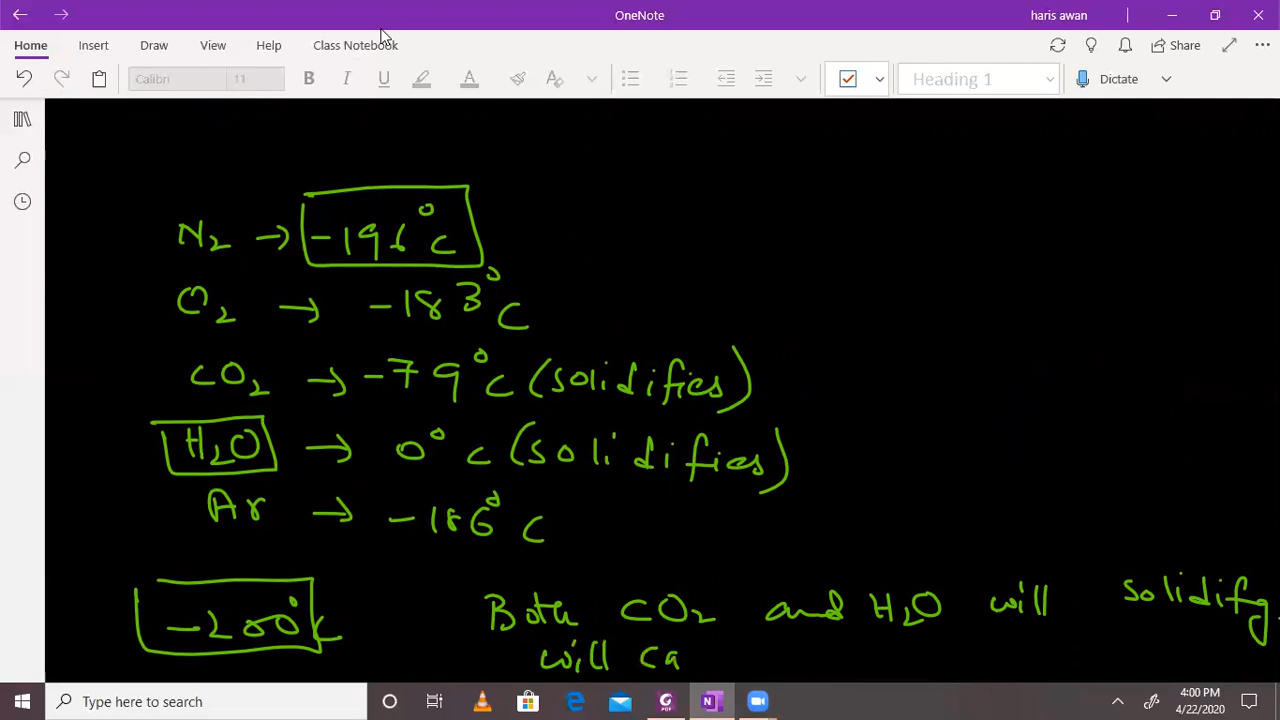 OneNote
haris awan
Home Insert Draw View Help Class Notebook
Share
Calibri 11 B I U A Heading 1 Dictate
N₂ → -196°C
O₂ → -183°C
CO₂ → -79°C (solidifies)
H₂O → 0°C (solidifies)
Ar → -186°C
-200°C Both CO₂ and H₂O will solidify
will ca
Type here to search
4:00 PM
4/22/2020